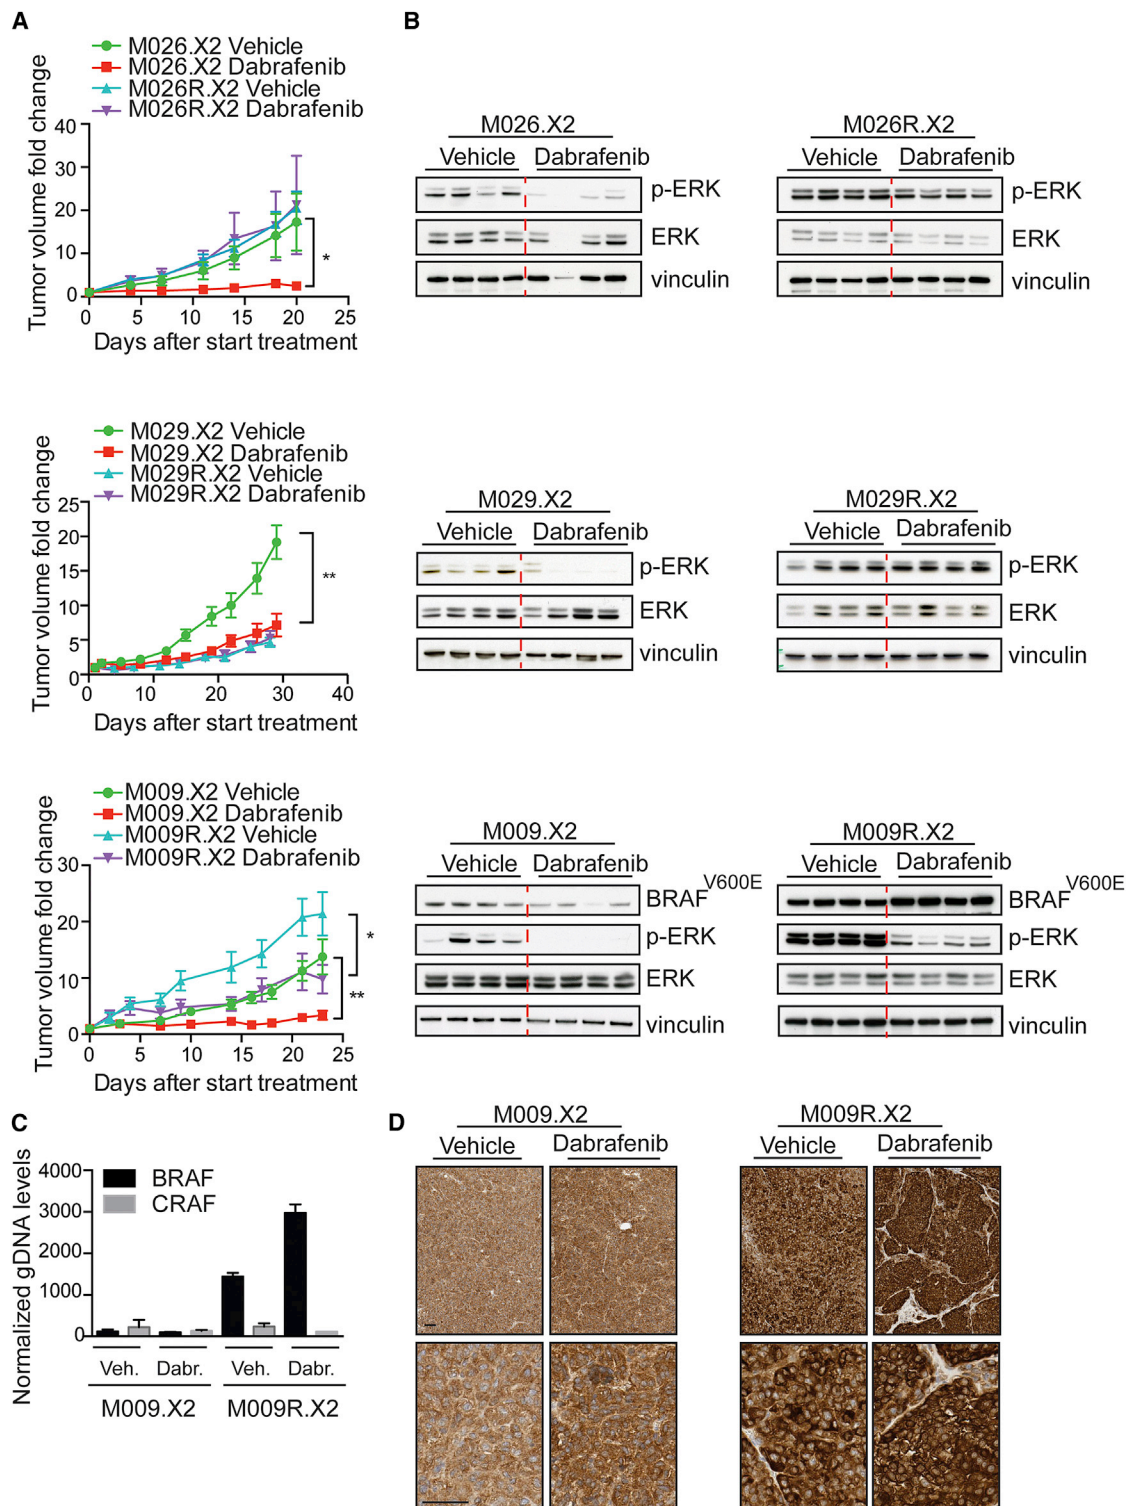 A
M026.X2 Vehicle
M026.X2 Dabrafenib
M026R.X2 Vehicle
M026R.X2 Dabrafenib
Tumor volume fold change
40
30
20
10
0
*
0 5 10 15 20 25
Days after start treatment
M029.X2 Vehicle
M029.X2 Dabrafenib
M029R.X2 Vehicle
M029R.X2 Dabrafenib
Tumor volume fold change
25
20
15
10
5
0
**
0 10 20 30 40
Days after start treatment
M009.X2 Vehicle
M009.X2 Dabrafenib
M009R.X2 Vehicle
M009R.X2 Dabrafenib
Tumor volume fold change
30
20
10
0
*
**
0 5 10 15 20 25
Days after start treatment
B
M026.X2
Vehicle Dabrafenib
p-ERK
ERK
vinculin
M026R.X2
Vehicle Dabrafenib
p-ERK
ERK
vinculin
M029.X2
Vehicle Dabrafenib
p-ERK
ERK
vinculin
M029R.X2
Vehicle Dabrafenib
p-ERK
ERK
vinculin
M009.X2
Vehicle Dabrafenib
BRAF V600E
p-ERK
ERK
vinculin
M009R.X2
Vehicle Dabrafenib
BRAF V600E
p-ERK
ERK
vinculin
C
Normalized gDNA levels
4000
3000
2000
1000
0
BRAF
CRAF
Veh. Dabr. Veh. Dabr.
M009.X2 M009R.X2
D
M009.X2
Vehicle Dabrafenib
M009R.X2
Vehicle Dabrafenib